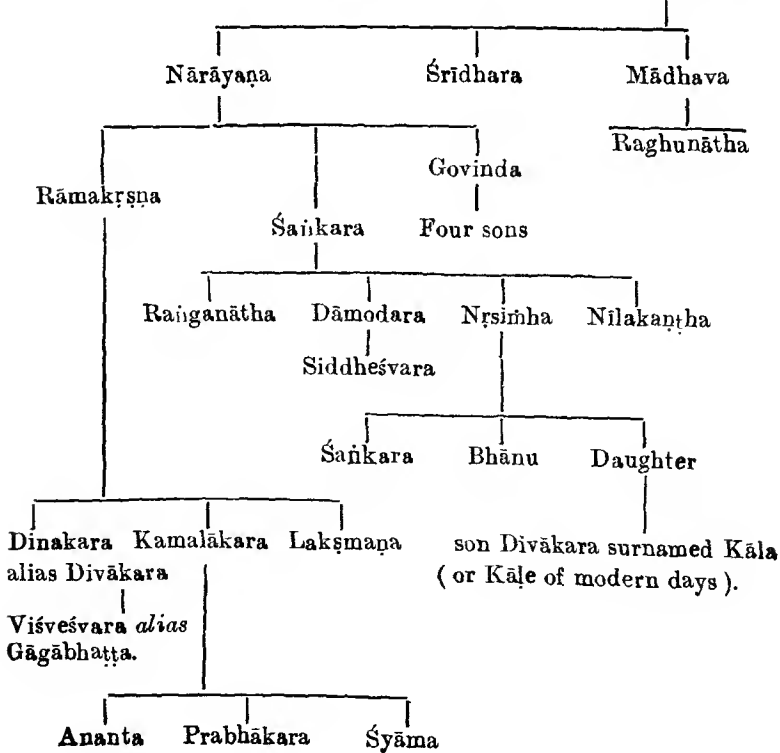 Nārāyaṇa Śrīdhara Mādhava
Raghunātha
Govinda
Rāmakṛṣna
Śaṅkara Four sons
Raṅganātha Dāmodara Nṛsiṁha Nīlakaṇṭha
Siddheśvara
Śaṅkara Bhānu Daughter
Dinakara Kamalākara Lakṣmaṇa son Divākara surnamed Kāla
alias Divākara ( or Kāḷe of modern days ).
Viśveśvara alias
Gāgābhaṭṭa.
Ananta Prabhākara Śyāma